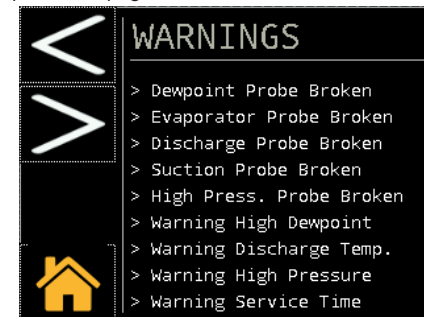 WARNINGS
> Dewpoint Probe Broken
> Evaporator Probe Broken
> Discharge Probe Broken
> Suction Probe Broken
> High Press. Probe Broken
> Warning High Dewpoint
> Warning Discharge Temp.
> Warning High Pressure
> Warning Service Time